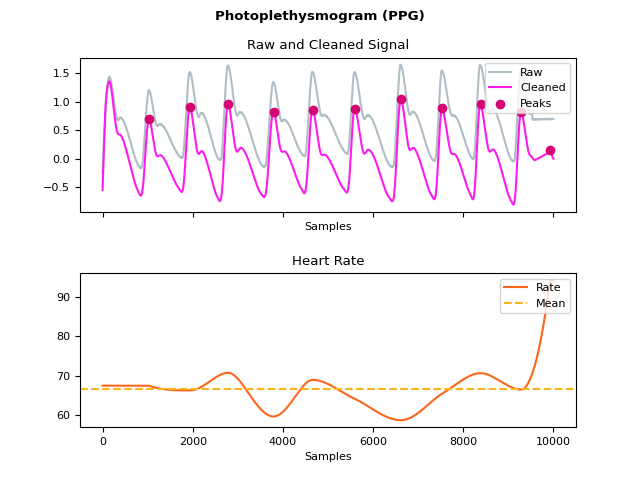 Photoplethysmogram (PPG)
Raw and Cleaned Signal
1.5
1.0
0.5
0.0
−0.5
Raw
Cleaned
Peaks
Samples
Heart Rate
90
80
70
60
Rate
Mean
0 2000 4000 6000 8000 10000
Samples